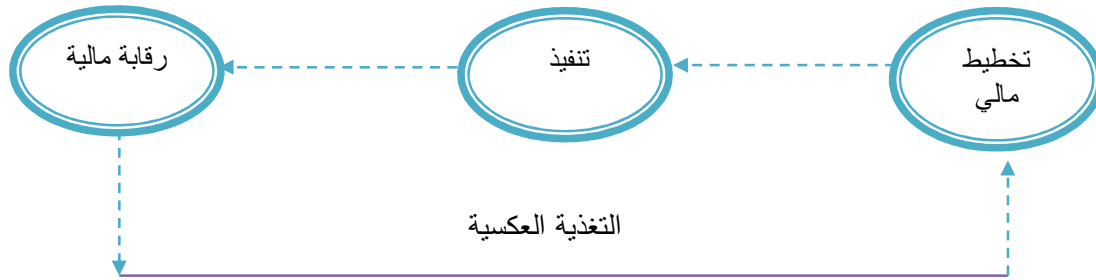 تخطيط
مالي
تنفيذ
رقابة مالية
التغذية العكسية